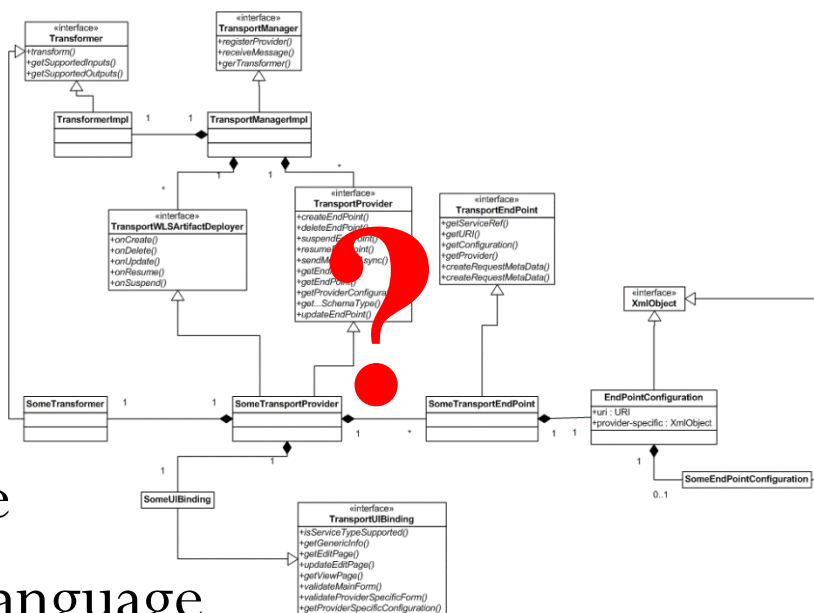 «interface»
Transformer
+transform()
+getSupportedInputs()
+getSupportedOutputs()
«interface»
TransportManager
+registerProvider()
+receiveMessage()
+gerTransformer()
TransformerImpl
1
1
TransportManagerImpl
*
1
1
*
«interface»
TransportWLSArtifactDeployer
+onCreate()
+onDelete()
+onUpdate()
+onResume()
+onSuspend()
«interface»
TransportProvider
+createEndPoint()
+deleteEndPoint()
+getProviderConfigura
+get...SchemaType()
+updateEndPoint()
?
«interface»
TransportEndPoint
+getServiceRef()
+getURI()
+getConfiguration()
+getProvider()
+createRequestMetaData()
+createRequestMetaData()
«interface»
XmlObject
SomeTransformer
1
1
SomeTransportProvider
1
*
SomeTransportEndPoint
1
1
EndPointConfiguration
+uri : URI
+provider-specific : XmlObject
1
0..1
SomeEndPointConfiguration
1
1
SomeUIBinding
«interface»
TransportUIBinding
+isServiceTypeSupported()
+getGenericInfo()
+getEditPage()
+updateEditPage()
+getViewPage()
+validateMainForm()
+validateProviderSpecificForm()
+getProviderSpecificConfiguration()
e
anguage